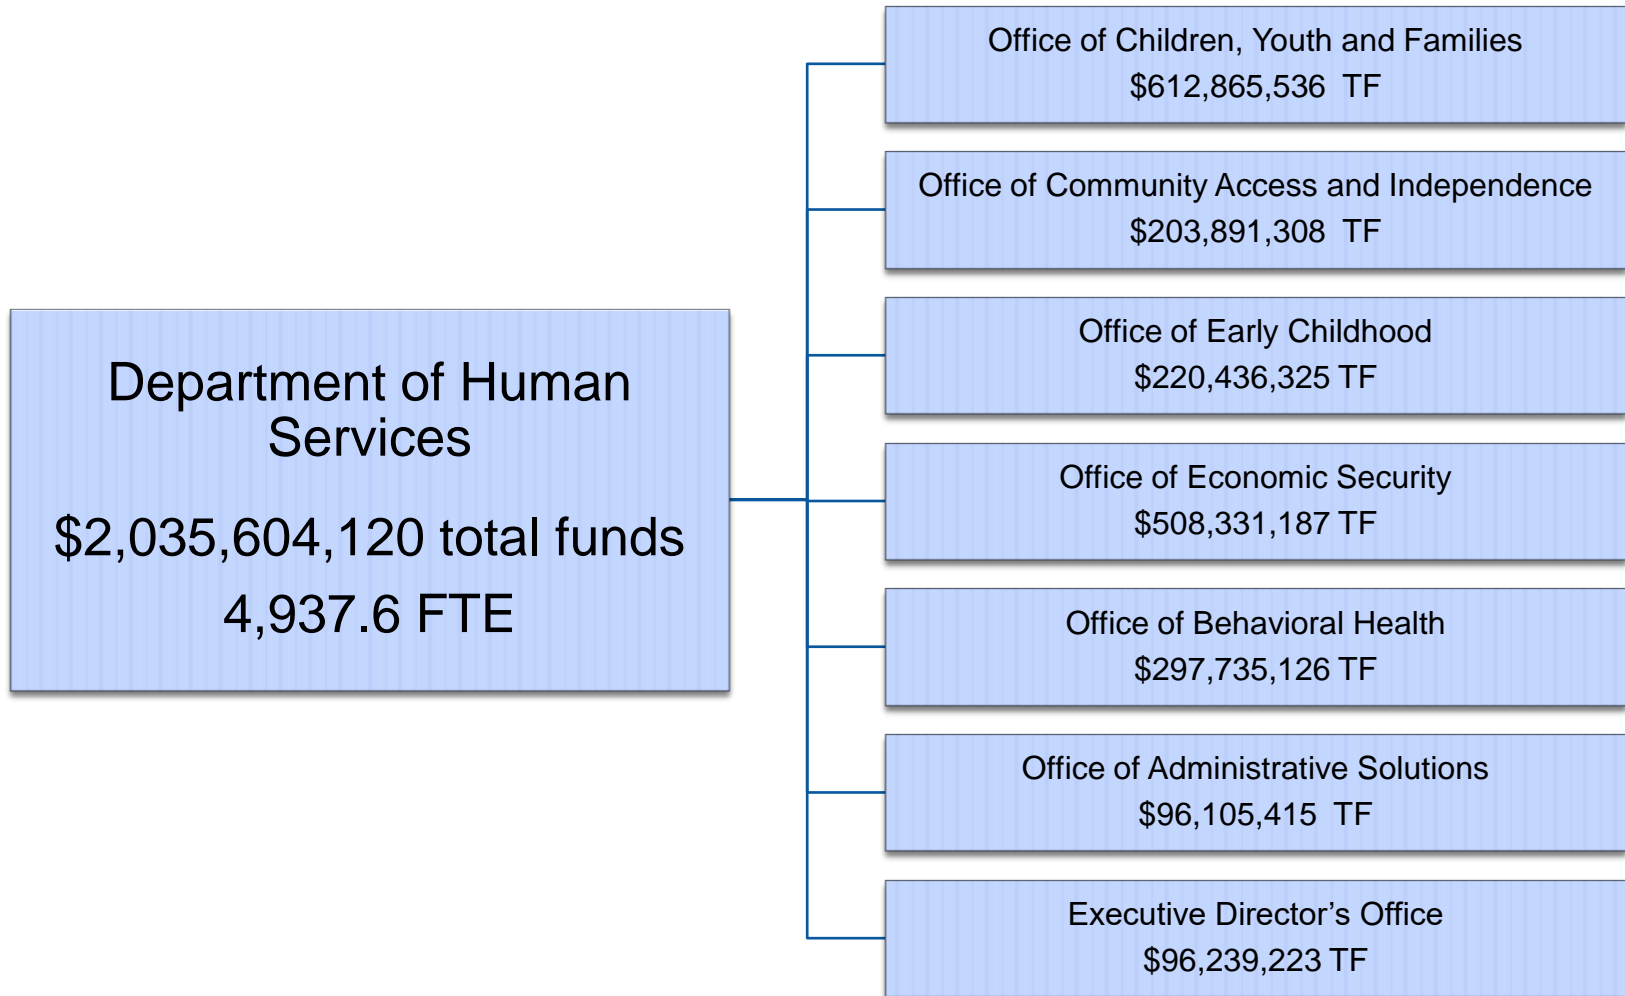 Department of Human
Services
$2,035,604,120 total funds
4,937.6 FTE
Office of Children, Youth and Families
$612,865,536  TF
Office of Community Access and Independence
$203,891,308  TF
Office of Early Childhood
$220,436,325 TF
Office of Economic Security
$508,331,187 TF
Office of Behavioral Health
$297,735,126 TF
Office of Administrative Solutions
$96,105,415  TF
Executive Director’s Office
$96,239,223 TF